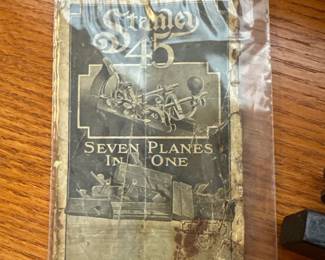 Stanley
45
SEVEN PLANES
IN ONE